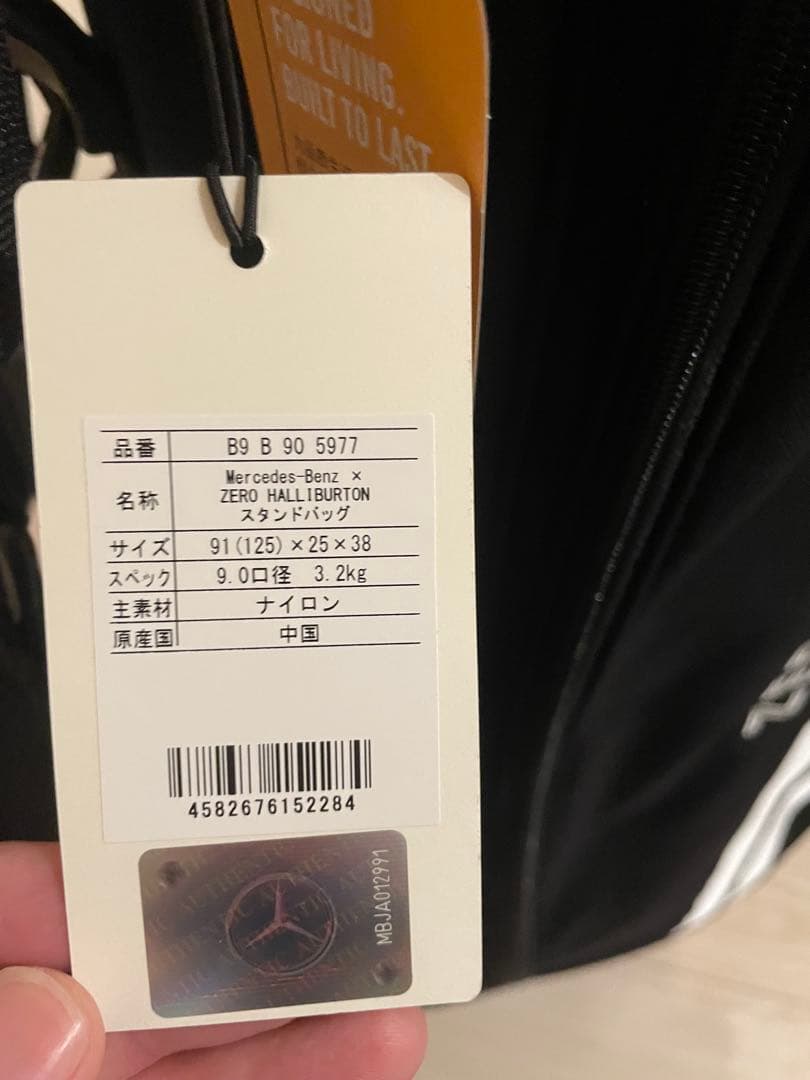 FOR LIVING.
BUILT TO LAST
品番 B9 B 90 5977
名称 Mercedes-Benz ×
ZERO HALLIBURTON
スタンドバッグ
サイズ 91(125)×25×38
スペック 9.0口径 3.2kg
主素材 ナイロン
原産国 中国
4582676152284
MBJA012991
AUTHENTIC